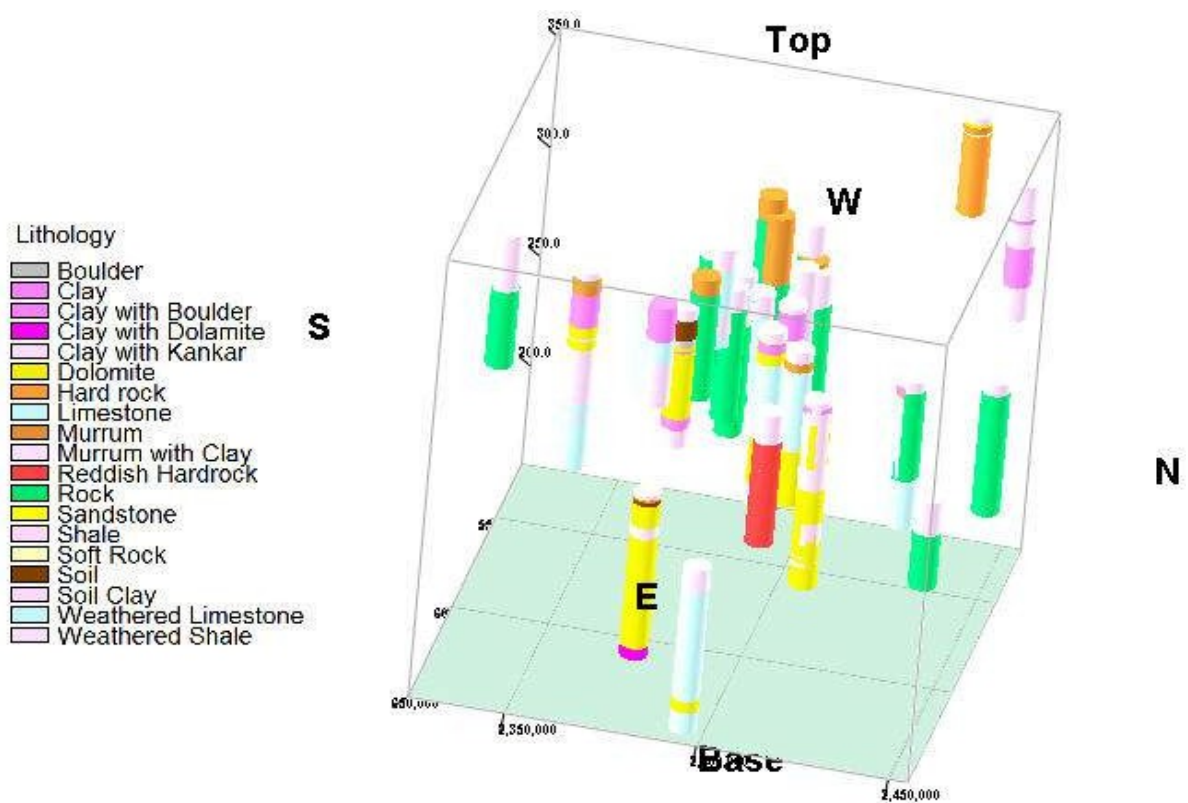 350.0
Top
300.0
W
Lithology
250.0
Boulder
Clay
Clay with Boulder
S
Clay with Dolamite
Clay with Kankar
200.0
Dolomite
Hard rock
Limestone
Murrum
Murrum with Clay
Reddish Hardrock
N
Rock
Sandstone
Shale
Soft Rock
Soil
Soil Clay
E
Weathered Limestone
Weathered Shale
2,350,000
Base
2,450,000